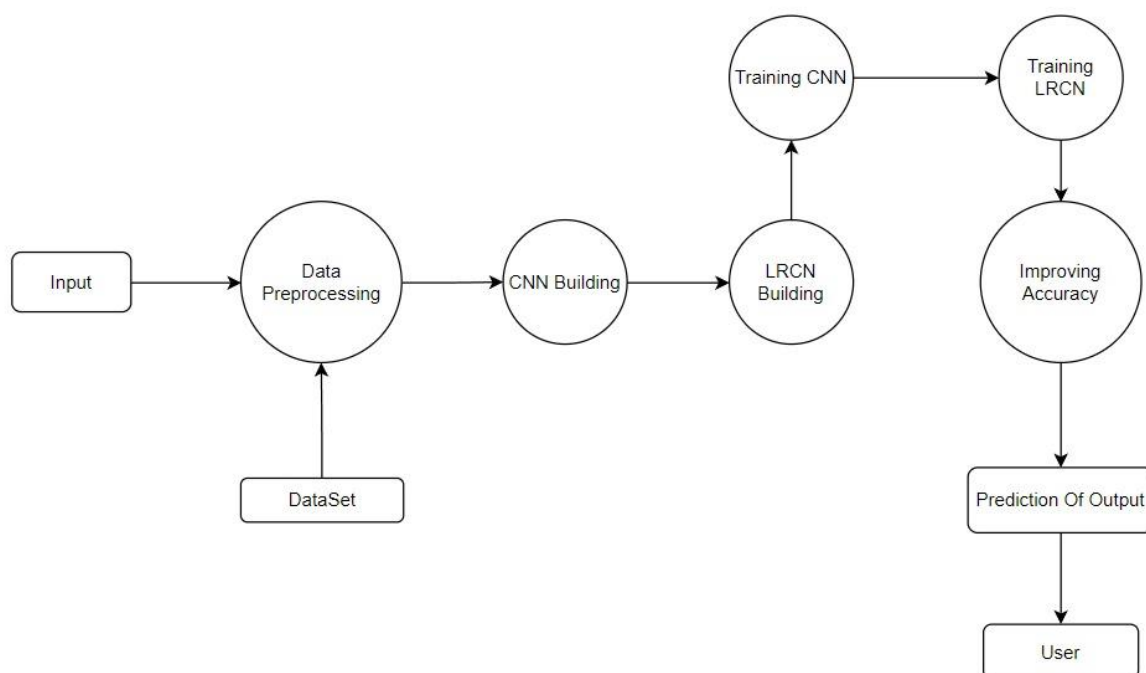 Input
Data
Preprocessing
DataSet
CNN Building
LRCN
Building
Training CNN
Training
LRCN
Improving
Accuracy
Prediction Of Output
User